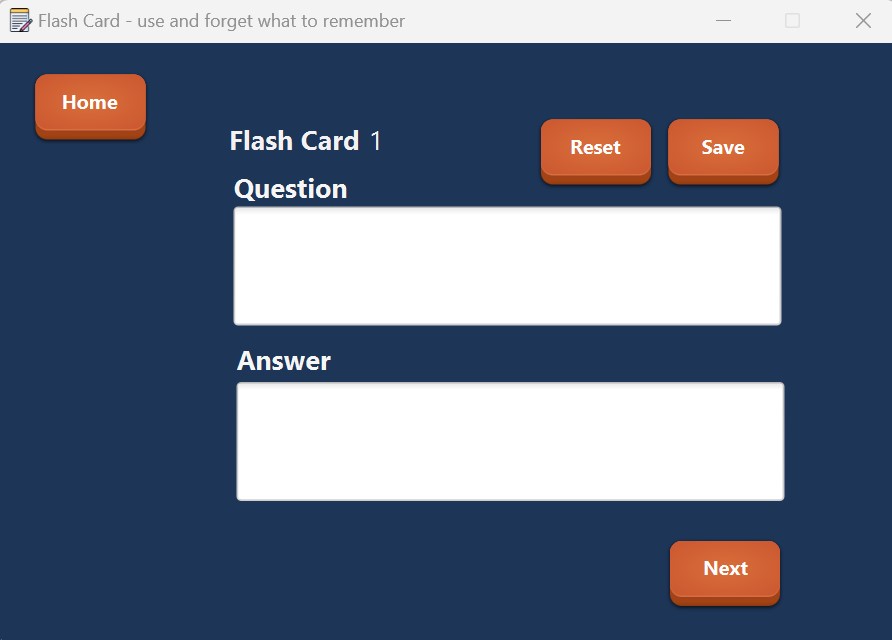 Flash Card - use and forget what to remember
Home
Flash Card 1
Reset
Save
Question
Answer
Next